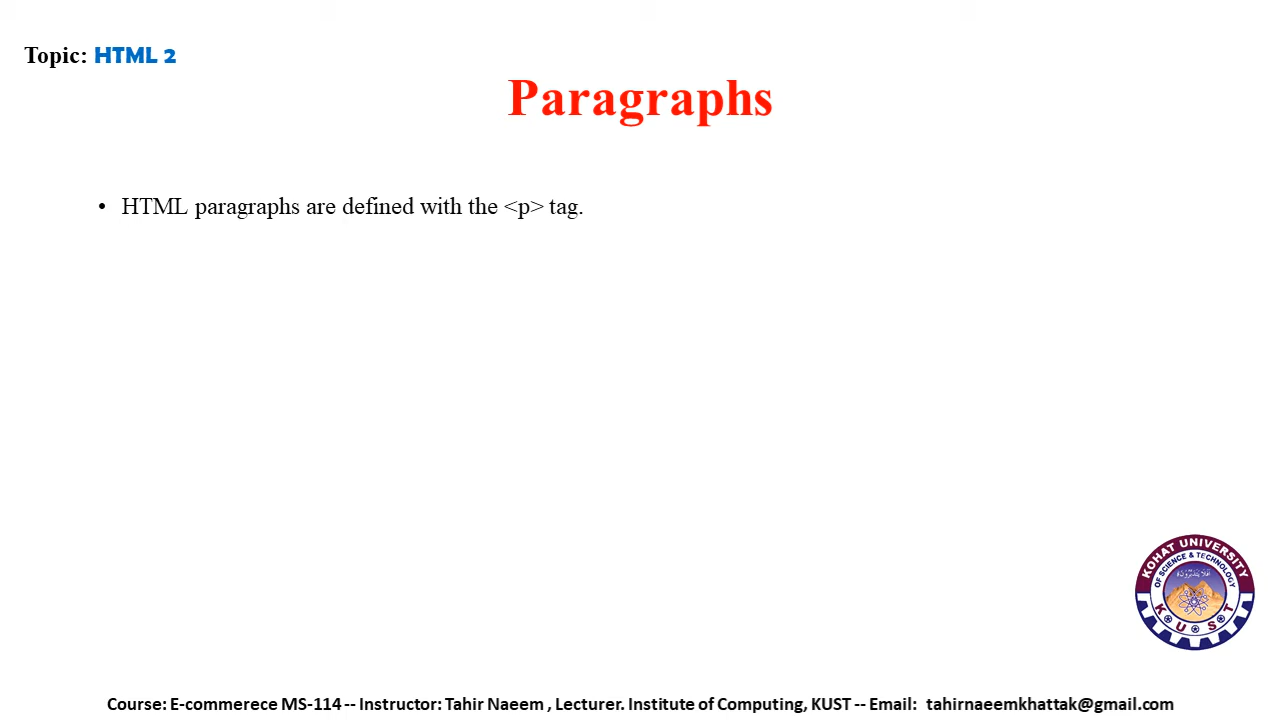 Topic: HTML 2
Paragraphs
• HTML paragraphs are defined with the <p> tag.
KOHAT UNIVERSITY
OF SCIENCE & TECHNOLOGY
K U S T
Course: E-commerece MS-114 -- Instructor: Tahir Naeem , Lecturer. Institute of Computing, KUST -- Email: tahirnaeemkhattak@gmail.com